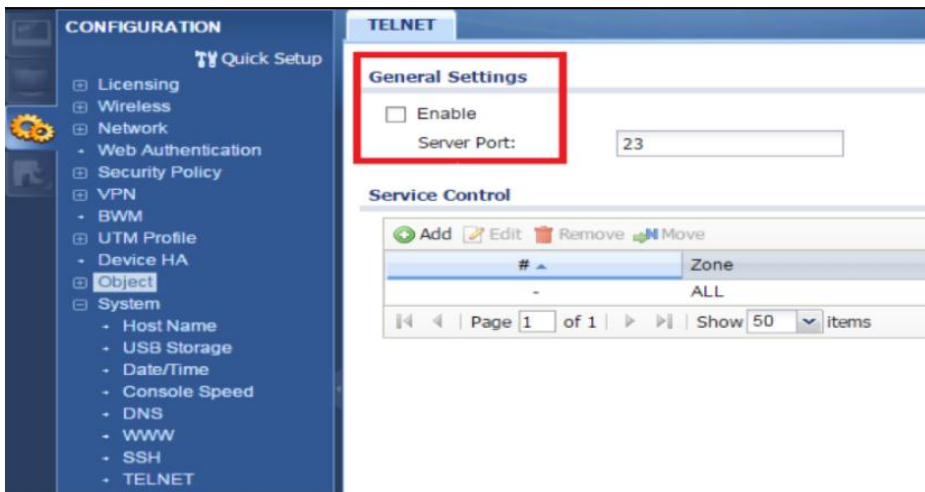 CONFIGURATION
Quick Setup
Licensing
Wireless
Network
Web Authentication
Security Policy
VPN
BWM
UTM Profile
Device HA
Object
System
Host Name
USB Storage
Date/Time
Console Speed
DNS
WWW
SSH
TELNET
TELNET
General Settings
Enable
Server Port: 23
Service Control
Add Edit Remove Move
# Zone
- ALL
Page 1 of 1 Show 50 items